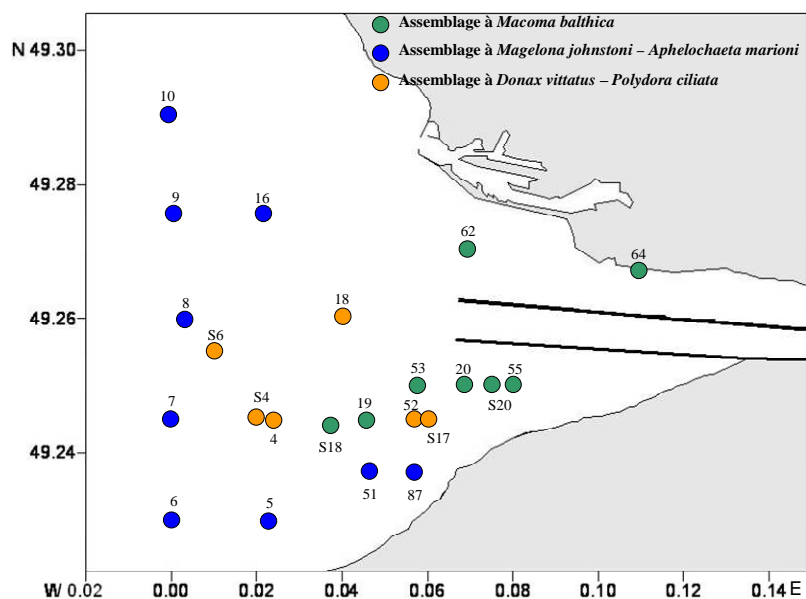 Assemblage à Macoma balthica
N 49.30
Assemblage à Magelona johnstoni – Aphelochaeta marioni
Assemblage à Donax vittatus – Polydora ciliata
10
49.28
9
16
62
64
8
18
49.26
S6
53
20
55
S4
19
52
S20
7
4
S18
S17
49.24
51
87
6
5
W 0.02
0.00
0.02
0.04
0.06
0.08
0.10
0.12
0.14
E